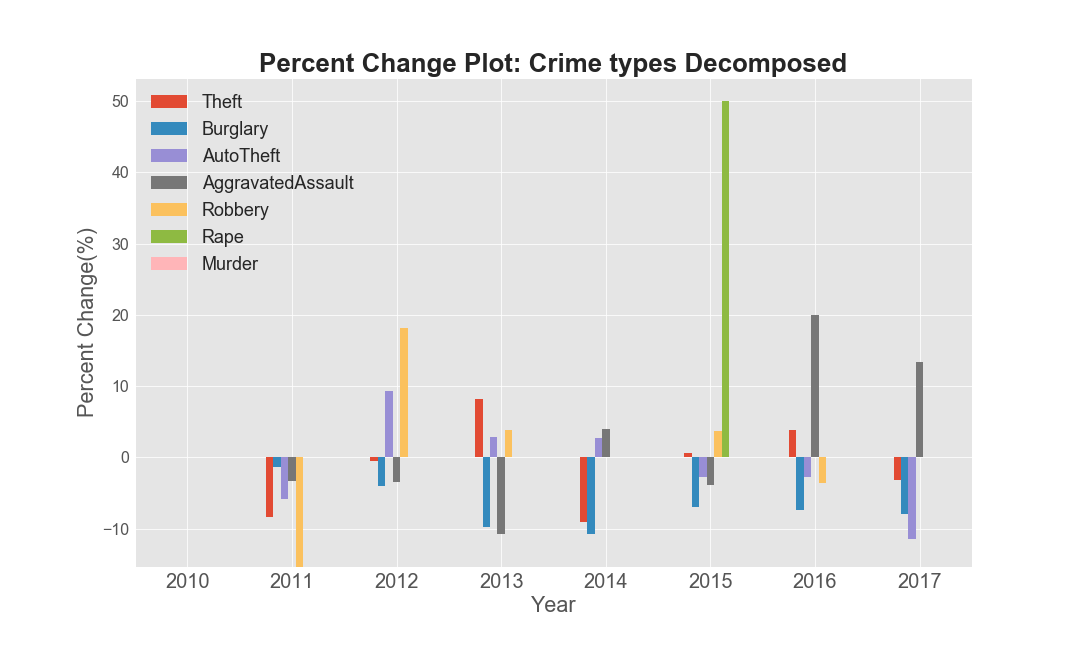 Percent Change Plot: Crime types Decomposed
Theft
Burglary
AutoTheft
AggravatedAssault
Robbery
Rape
Murder
Percent Change(%)
50
40
30
20
10
0
−10
2010 2011 2012 2013 2014 2015 2016 2017
Year